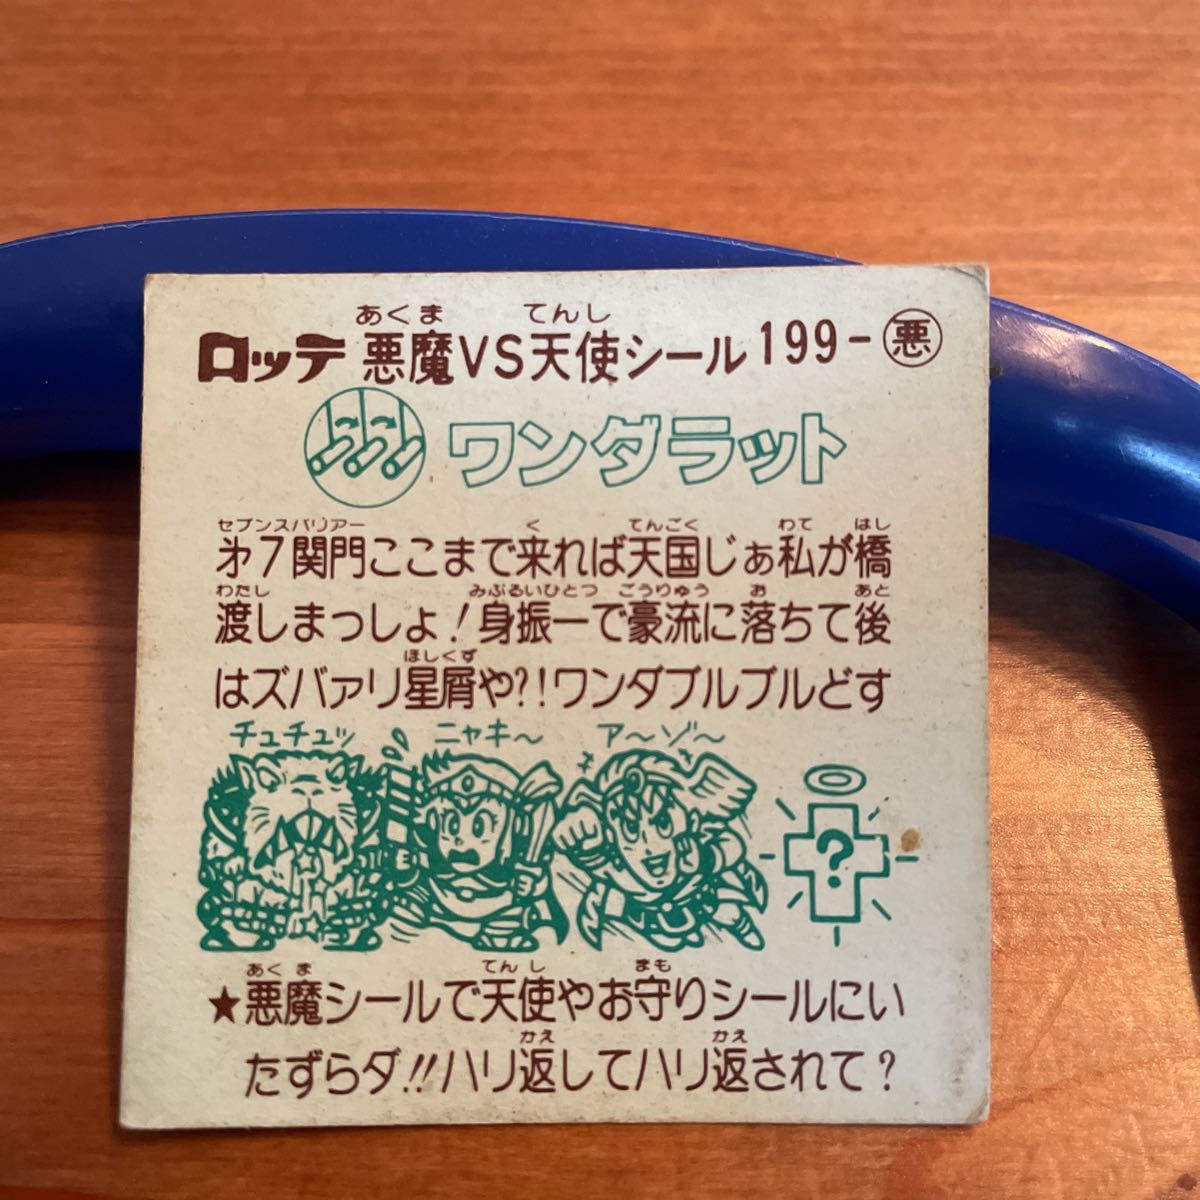 あくま てんし
ロッテ 悪魔VS天使シール 199-悪
ワンダラット
セブンスバリアー く てんごく わて はし
㐧7関門ここまで来れば天国じぁ私が橋
わたし みぶるいひとつ ごうりゅう お あと
渡しまっしょ!身振一で豪流に落ちて後
ほしくず
はズバァリ星屑や?!ワンダブルブルどす
チュチュッ ニャキ〜 ア〜ゾ〜
?
あくま てんし まも
★悪魔シールで天使やお守りシールにい
かえ かえ
たずらダ!!ハリ返してハリ返されて?